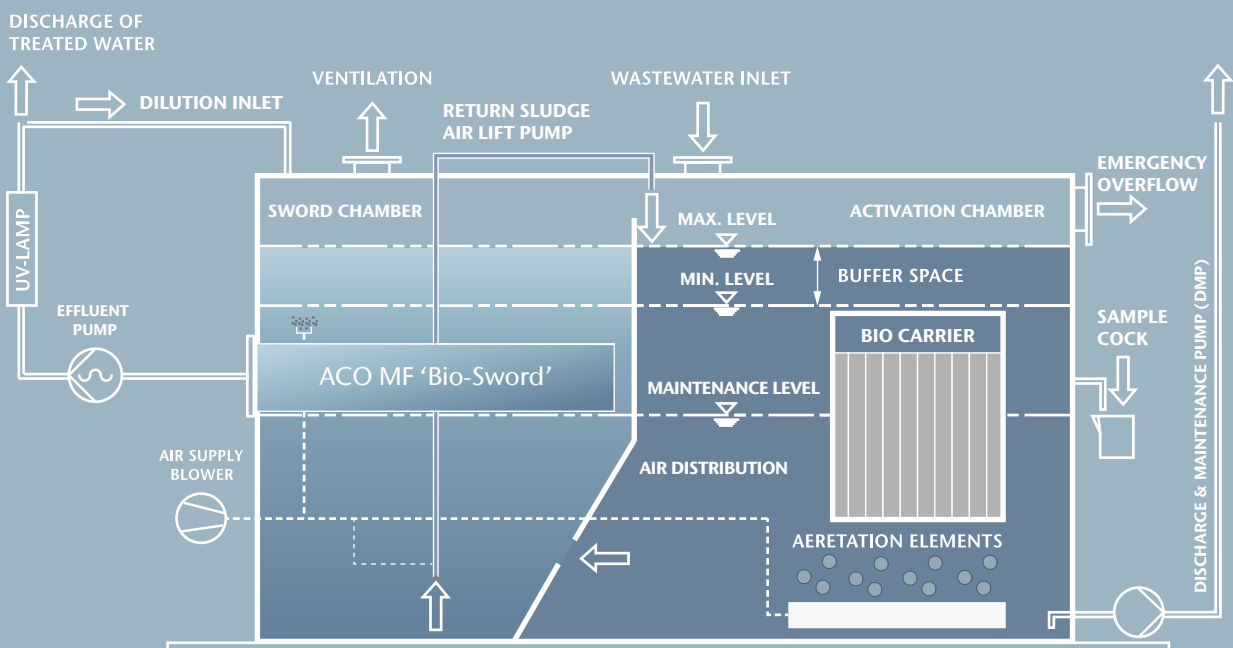 DISCHARGE OF
TREATED WATER
DILUTION INLET
VENTILATION
RETURN SLUDGE
AIR LIFT PUMP
WASTEWATER INLET
EMERGENCY
OVERFLOW
SWORD CHAMBER
MAX. LEVEL
ACTIVATION CHAMBER
UV-LAMP
MIN. LEVEL
BUFFER SPACE
EFFLUENT
PUMP
ACO MF ‘Bio-Sword’
BIO CARRIER
SAMPLE
COCK
MAINTENANCE LEVEL
AIR SUPPLY
BLOWER
AIR DISTRIBUTION
AERETATION ELEMENTS
DISCHARGE & MAINTENANCE PUMP (DMP)